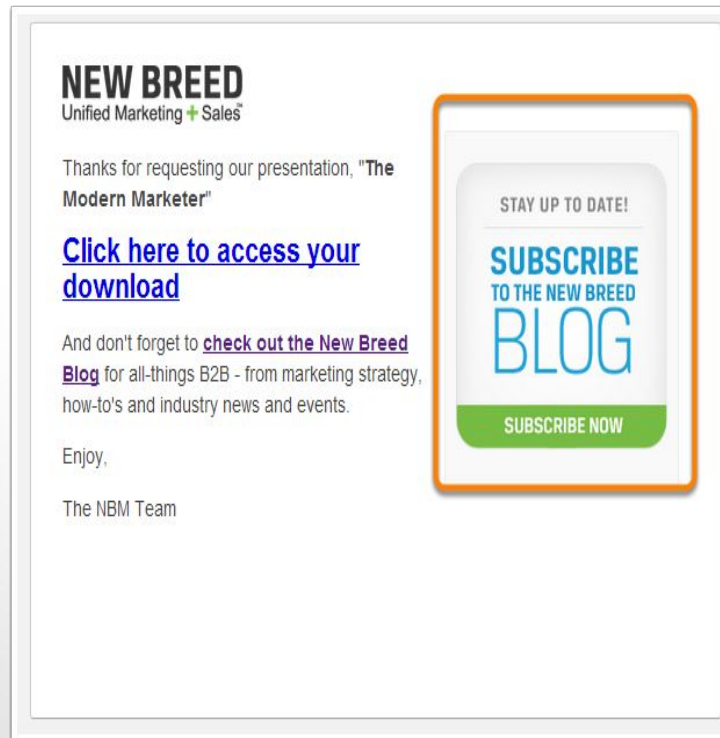 NEW BREED
Unified Marketing + Sales™
Thanks for requesting our presentation, "The
Modern Marketer"
Click here to access your
download
And don't forget to check out the New Breed
Blog for all-things B2B - from marketing strategy,
how-to's and industry news and events.
Enjoy,
The NBM Team
STAY UP TO DATE!
SUBSCRIBE
TO THE NEW BREED
BLOG
SUBSCRIBE NOW